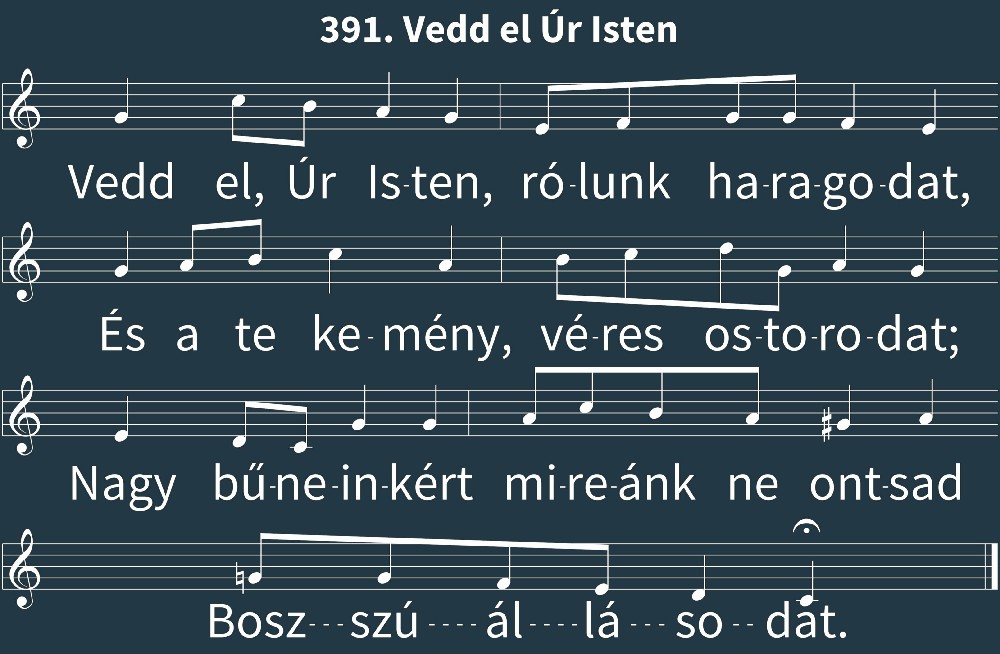 391. Vedd el Úr Isten
Vedd el, Úr Is-ten, ró-lunk ha-ra-go-dat,
És a te ke-mény, vé-res os-to-ro-dat;
Nagy bű-ne-in-kért mi-re-ánk ne ont-sad
Bosz---szú----ál----lá---so--dat.